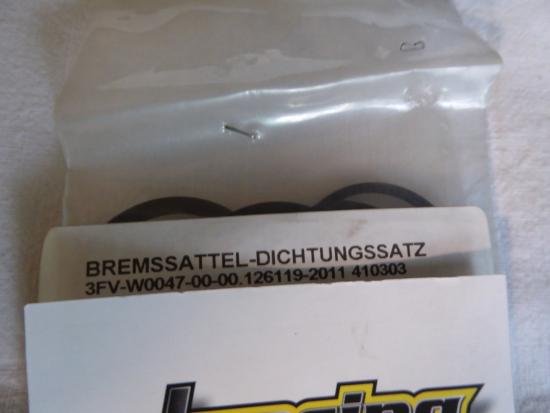 BREMSSATTEL-DICHTUNGSSATZ
3FV-W0047-00-00.126119-2011 410303